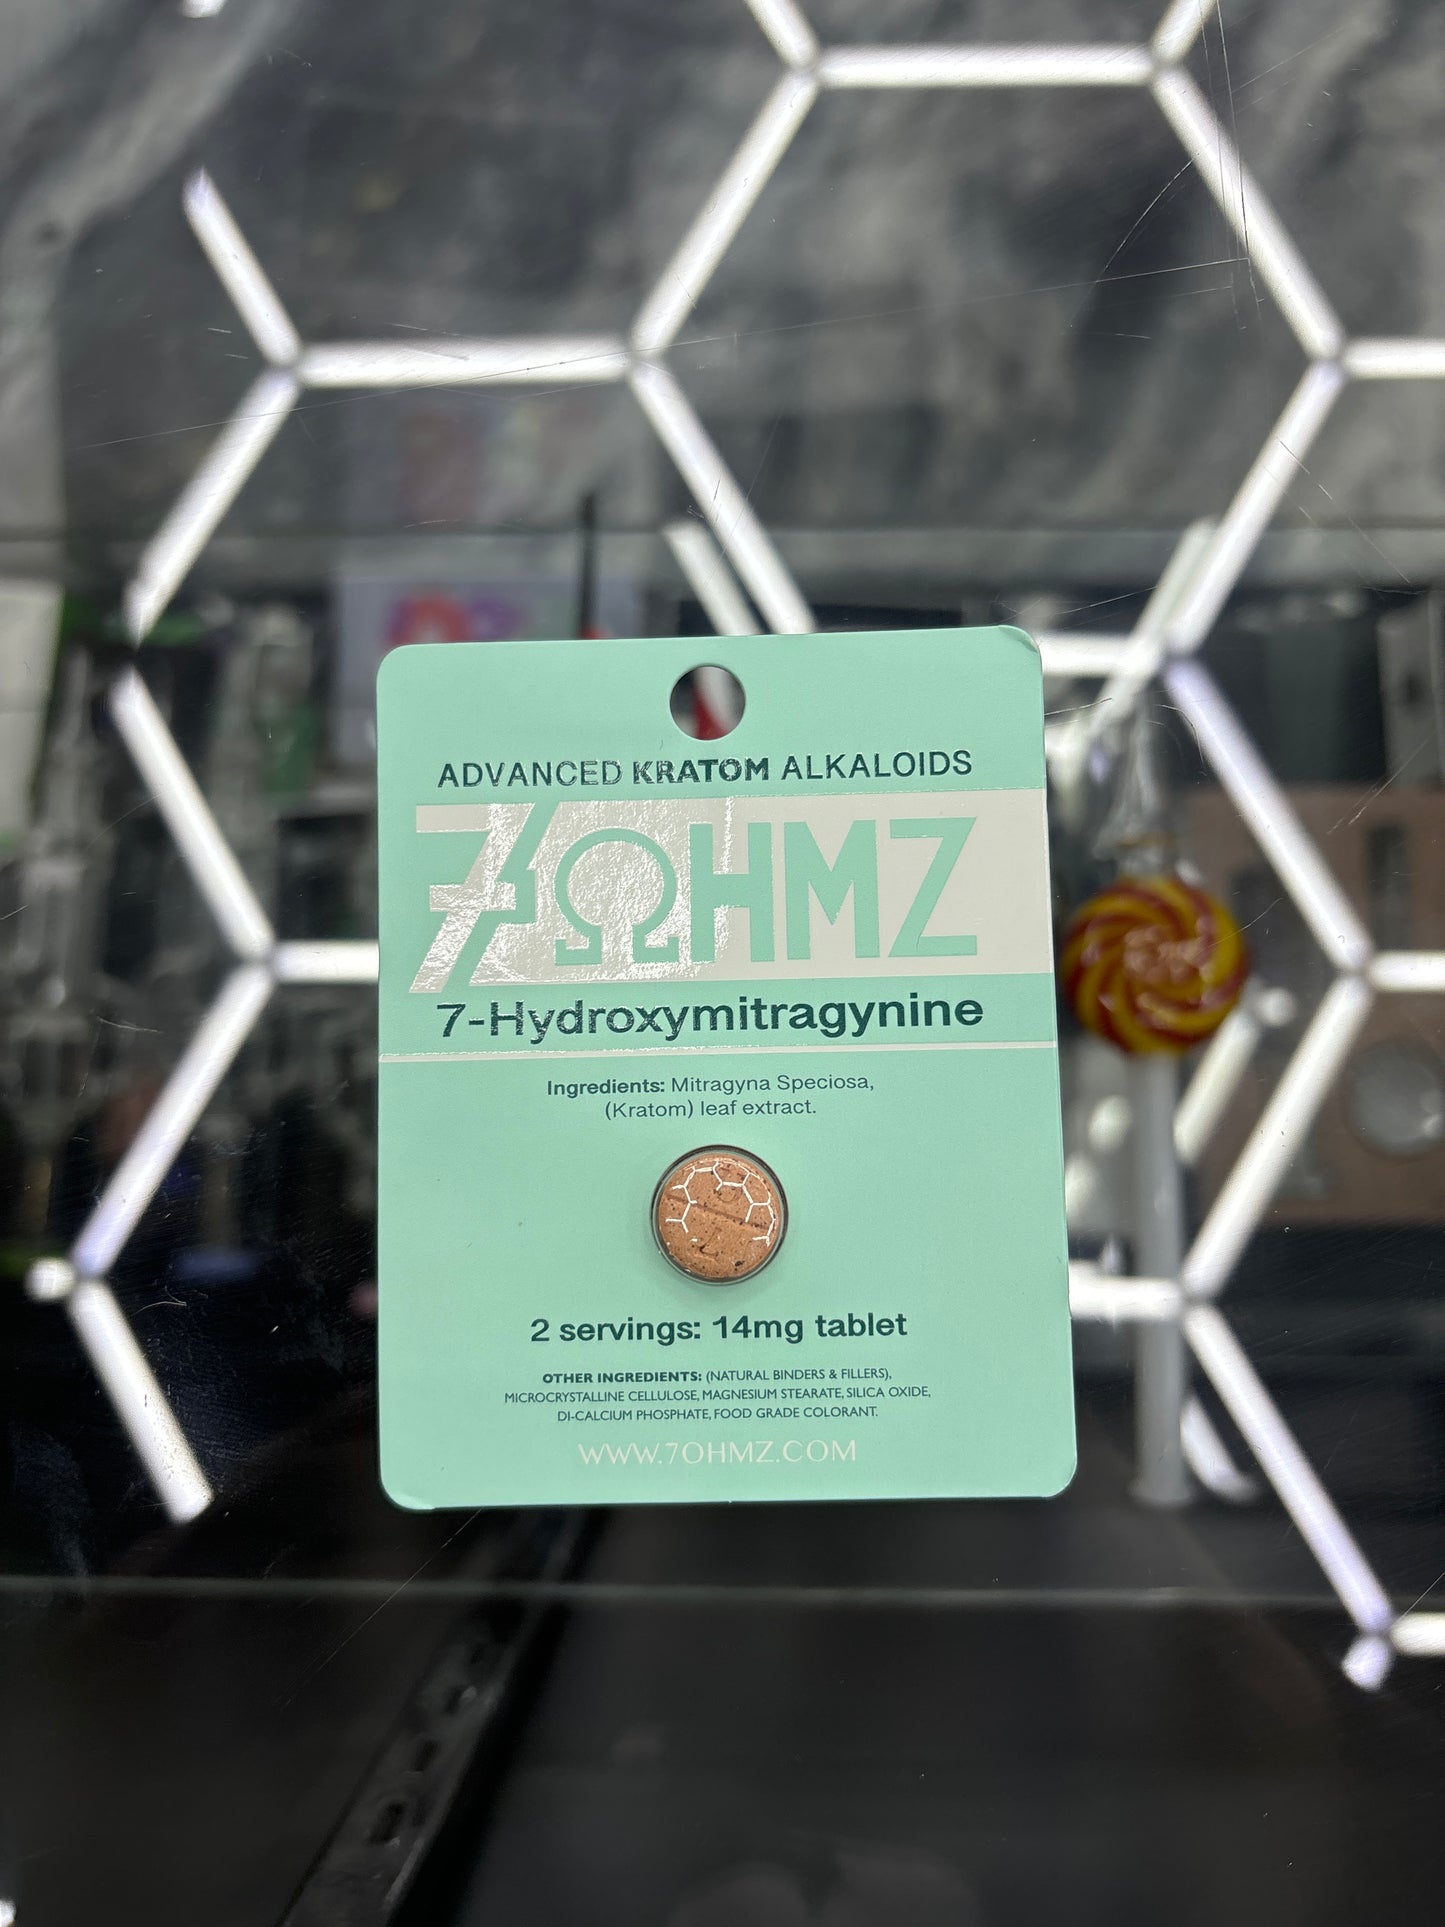 ADVANCED KRATOM ALKALOIDS
7ΩHMZ
7-Hydroxymitragynine
Ingredients: Mitragyna Speciosa,
(Kratom) leaf extract.
2 servings: 14mg tablet
OTHER INGREDIENTS: (NATURAL BINDERS & FILLERS),
MICROCRYSTALLINE CELLULOSE, MAGNESIUM STEARATE, SILICA OXIDE,
DI-CALCIUM PHOSPHATE, FOOD GRADE COLORANT.
WWW.7OHMZ.COM